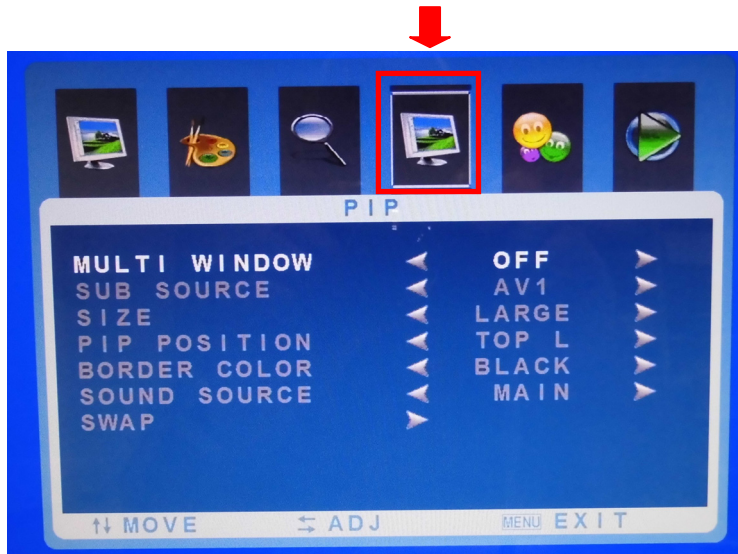 PIP
MULTI WINDOW OFF
SUB SOURCE AV1
SIZE LARGE
PIP POSITION TOP L
BORDER COLOR BLACK
SOUND SOURCE MAIN
SWAP
↑↓ MOVE ⇆ ADJ MENU EXIT